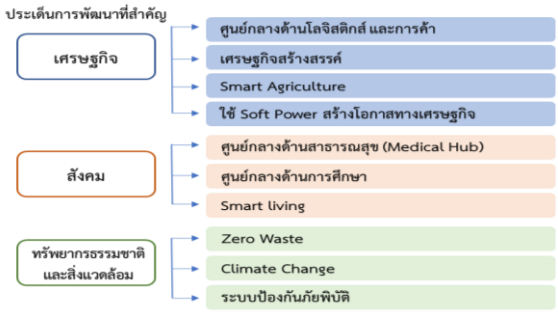 ประเด็นการพัฒนาที่สำคัญ
เศรษฐกิจ
ศูนย์กลางด้านโลจิสติกส์ และการค้า
เศรษฐกิจสร้างสรรค์
Smart Agriculture
ใช้ Soft Power สร้างโอกาสทางเศรษฐกิจ
สังคม
ศูนย์กลางด้านสาธารณสุข (Medical Hub)
ศูนย์กลางด้านการศึกษา
Smart living
ทรัพยากรธรรมชาติ
และสิ่งแวดล้อม
Zero Waste
Climate Change
ระบบป้องกันภัยพิบัติ